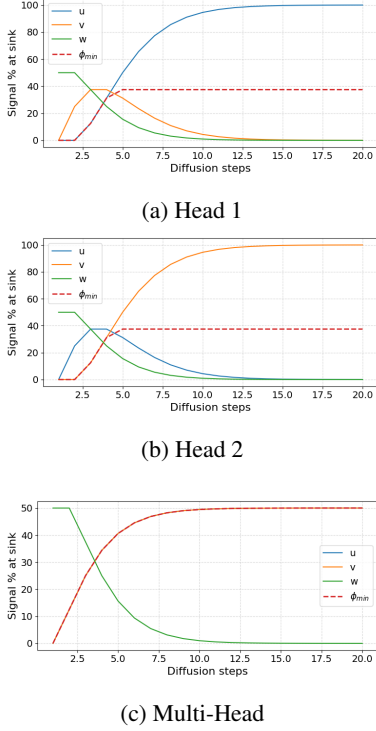 Signal % at sink
100
80
60
40
20
0
u
v
w
ϕmin
2.5 5.0 7.5 10.0 12.5 15.0 17.5 20.0
Diffusion steps
(a) Head 1
Signal % at sink
100
80
60
40
20
0
u
v
w
ϕmin
2.5 5.0 7.5 10.0 12.5 15.0 17.5 20.0
Diffusion steps
(b) Head 2
Signal % at sink
50
40
30
20
10
0
u
v
w
ϕmin
2.5 5.0 7.5 10.0 12.5 15.0 17.5 20.0
Diffusion steps
(c) Multi-Head